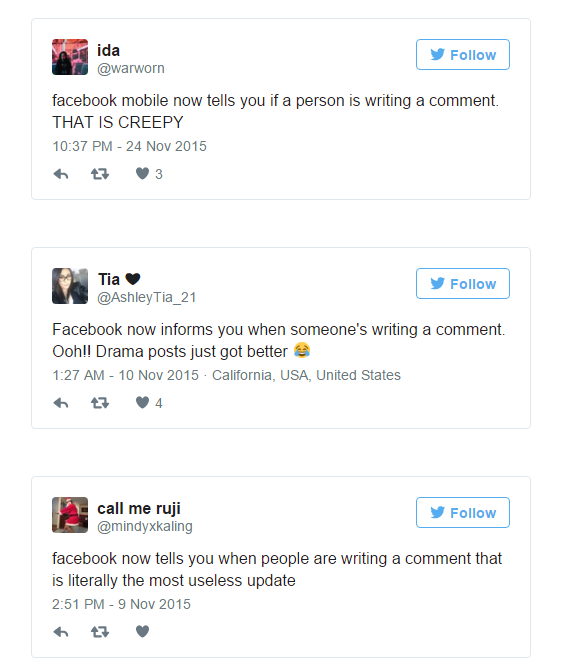 ida
@warworn
Follow
facebook mobile now tells you if a person is writing a comment.
THAT IS CREEPY
10:37 PM - 24 Nov 2015
3
Tia 🖤
@AshleyTia_21
Follow
Facebook now informs you when someone's writing a comment.
Ooh!! Drama posts just got better 😂
1:27 AM - 10 Nov 2015 · California, USA, United States
4
call me ruji
@mindyxkaling
Follow
facebook now tells you when people are writing a comment that
is literally the most useless update
2:51 PM - 9 Nov 2015